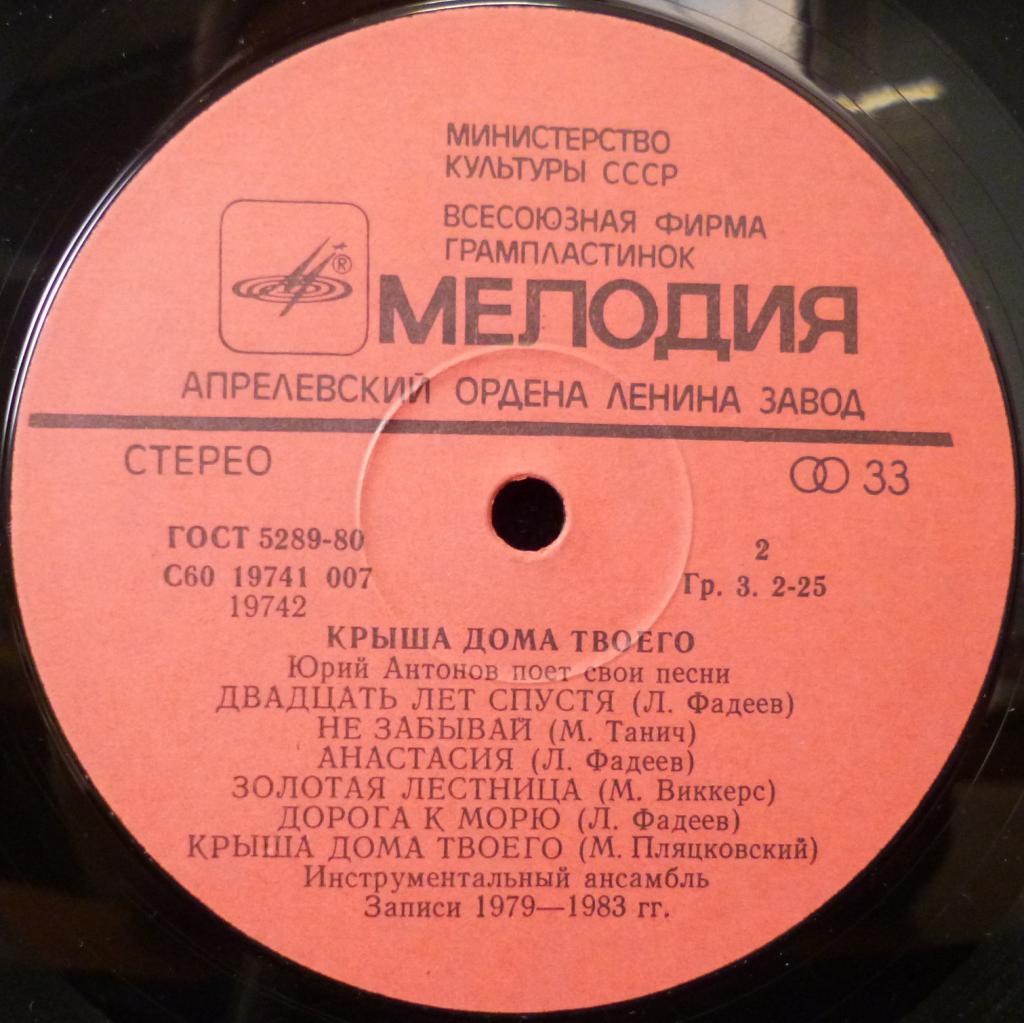 МИНИСТЕРСТВО
КУЛЬТУРЫ СССР
ВСЕСОЮЗНАЯ ФИРМА
ГРАМПЛАСТИНОК
®
МЕЛОДИЯ
АПРЕЛЕВСКИЙ ОРДЕНА ЛЕНИНА ЗАВОД
СТЕРЕО
33
ГОСТ 5289-80
2
С60 19741 007
Гр. 3. 2-25
19742
КРЫША ДОМА ТВОЕГО
Юрий Антонов поет свои песни
ДВАДЦАТЬ ЛЕТ СПУСТЯ (Л. Фадеев)
НЕ ЗАБЫВАЙ (М. Танич)
АНАСТАСИЯ (Л. Фадеев)
ЗОЛОТАЯ ЛЕСТНИЦА (М. Виккерс)
ДОРОГА К МОРЮ (Л. Фадеев)
КРЫША ДОМА ТВОЕГО (М. Пляцковский)
Инструментальный ансамбль
Записи 1979—1983 гг.